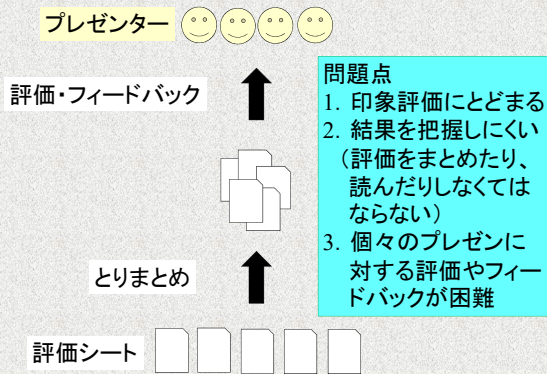 プレゼンター
評価・フィードバック
とりまとめ
評価シート
問題点
1. 印象評価にとどまる
2. 結果を把握しにくい
（評価をまとめたり、
読んだりしなくては
ならない）
3. 個々のプレゼンに
対する評価やフィー
ドバックが困難